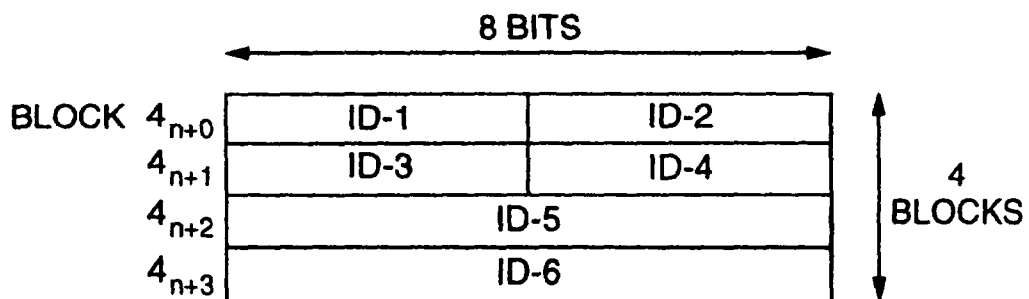 8 BITS
BLOCK 4n+0 ID-1 ID-2
4n+1 ID-3 ID-4
4n+2 ID-5
4n+3 ID-6
4
BLOCKS